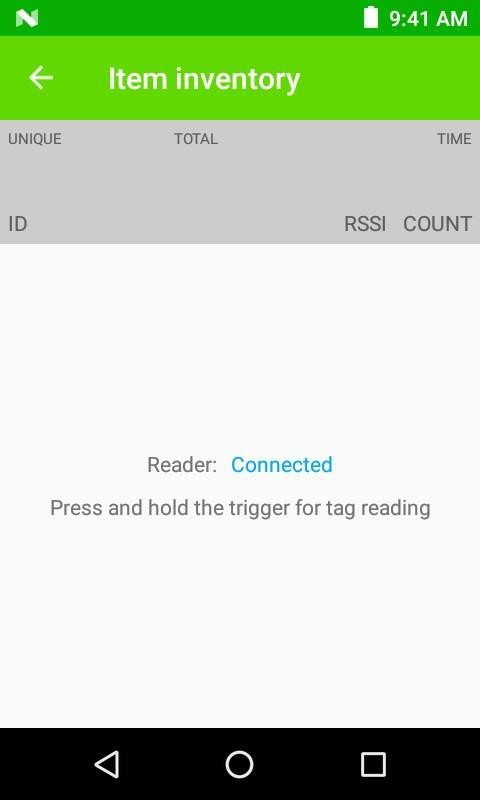 9:41 AM
Item inventory
UNIQUE TOTAL TIME
ID RSSI COUNT
Reader: Connected
Press and hold the trigger for tag reading